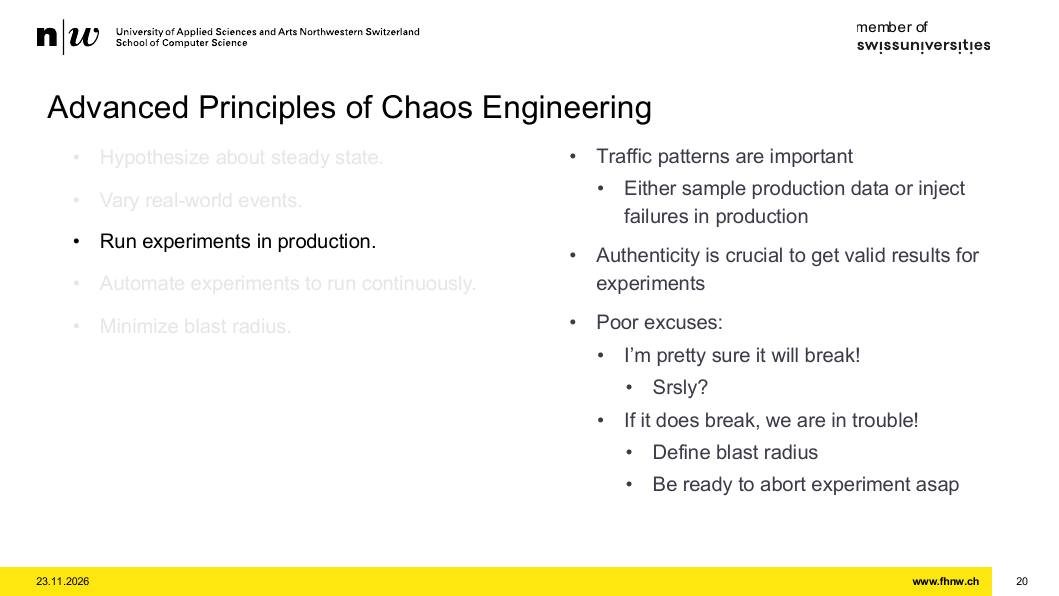 n|w University of Applied Sciences and Arts Northwestern Switzerland
School of Computer Science
member of
swissuniversities
Advanced Principles of Chaos Engineering
• Hypothesize about steady state.
• Vary real-world events.
• Run experiments in production.
• Automate experiments to run continuously.
• Minimize blast radius.
• Traffic patterns are important
• Either sample production data or inject
failures in production
• Authenticity is crucial to get valid results for
experiments
• Poor excuses:
• I’m pretty sure it will break!
• Srsly?
• If it does break, we are in trouble!
• Define blast radius
• Be ready to abort experiment asap
23.11.2026
www.fhnw.ch
20